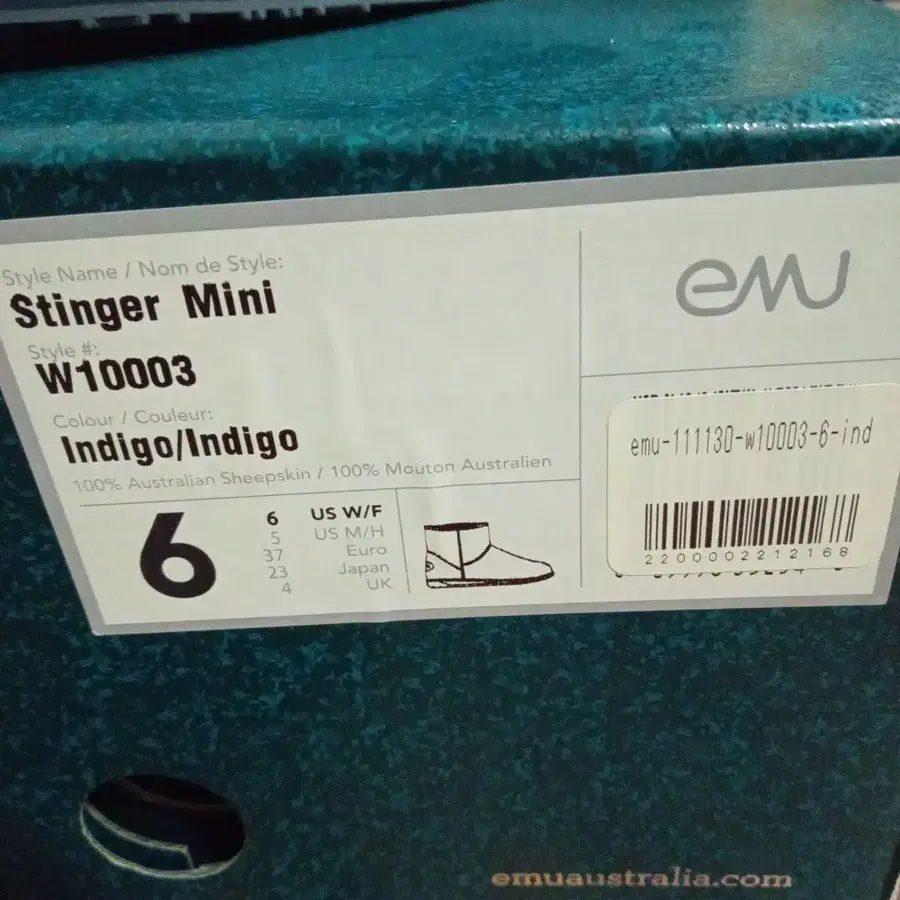 Style Name / Nom de Style:
Stinger Mini
Style #:
W10003
Colour / Couleur:
Indigo/Indigo
100% Australian Sheepskin / 100% Mouton Australien
6
6 US W/F
5 US M/H
37 Euro
23 Japan
4 UK
emu
emu-111130-w10003-6-ind
2200002212168
emuaustralia.com